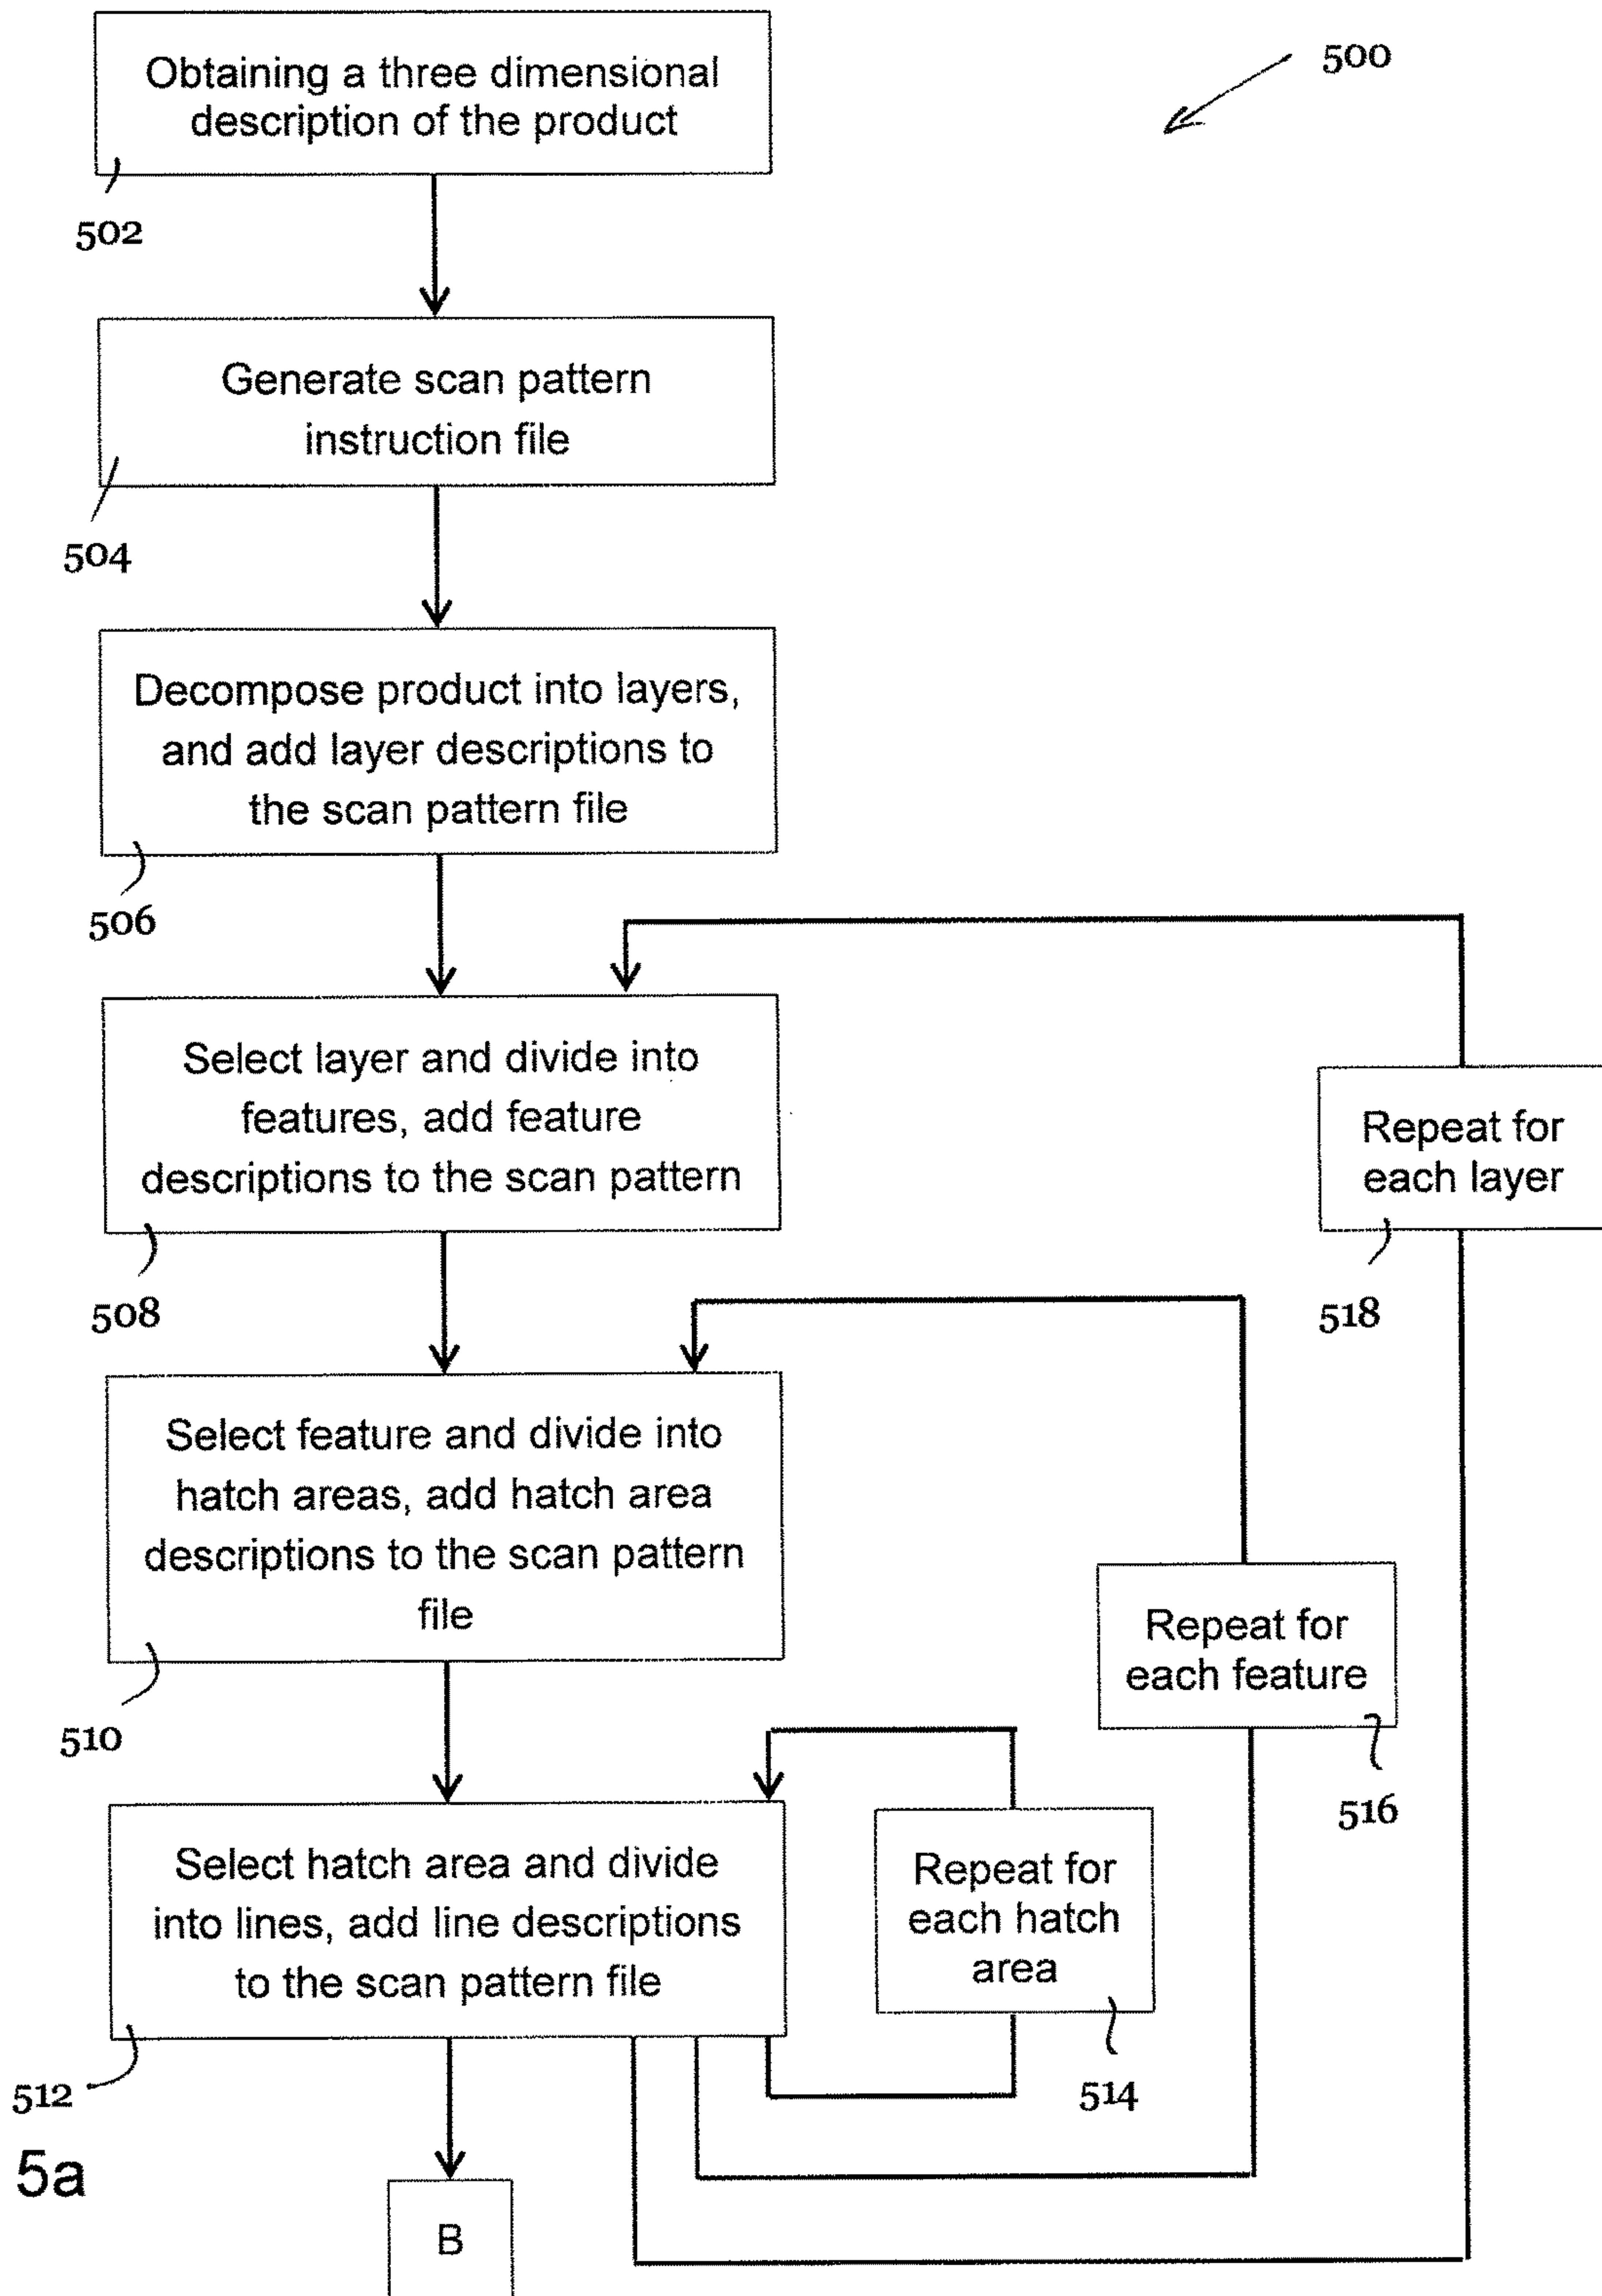 500
Obtaining a three dimensional
description of the product
502
Generate scan pattern
instruction file
504
Decompose product into layers,
and add layer descriptions to
the scan pattern file
506
Select layer and divide into
features, add feature
descriptions to the scan pattern
508
Repeat for
each layer
518
Select feature and divide into
hatch areas, add hatch area
descriptions to the scan pattern
file
510
Repeat for
each feature
516
Select hatch area and divide
into lines, add line descriptions
to the scan pattern file
512
Repeat for
each hatch
area
514
5a
B